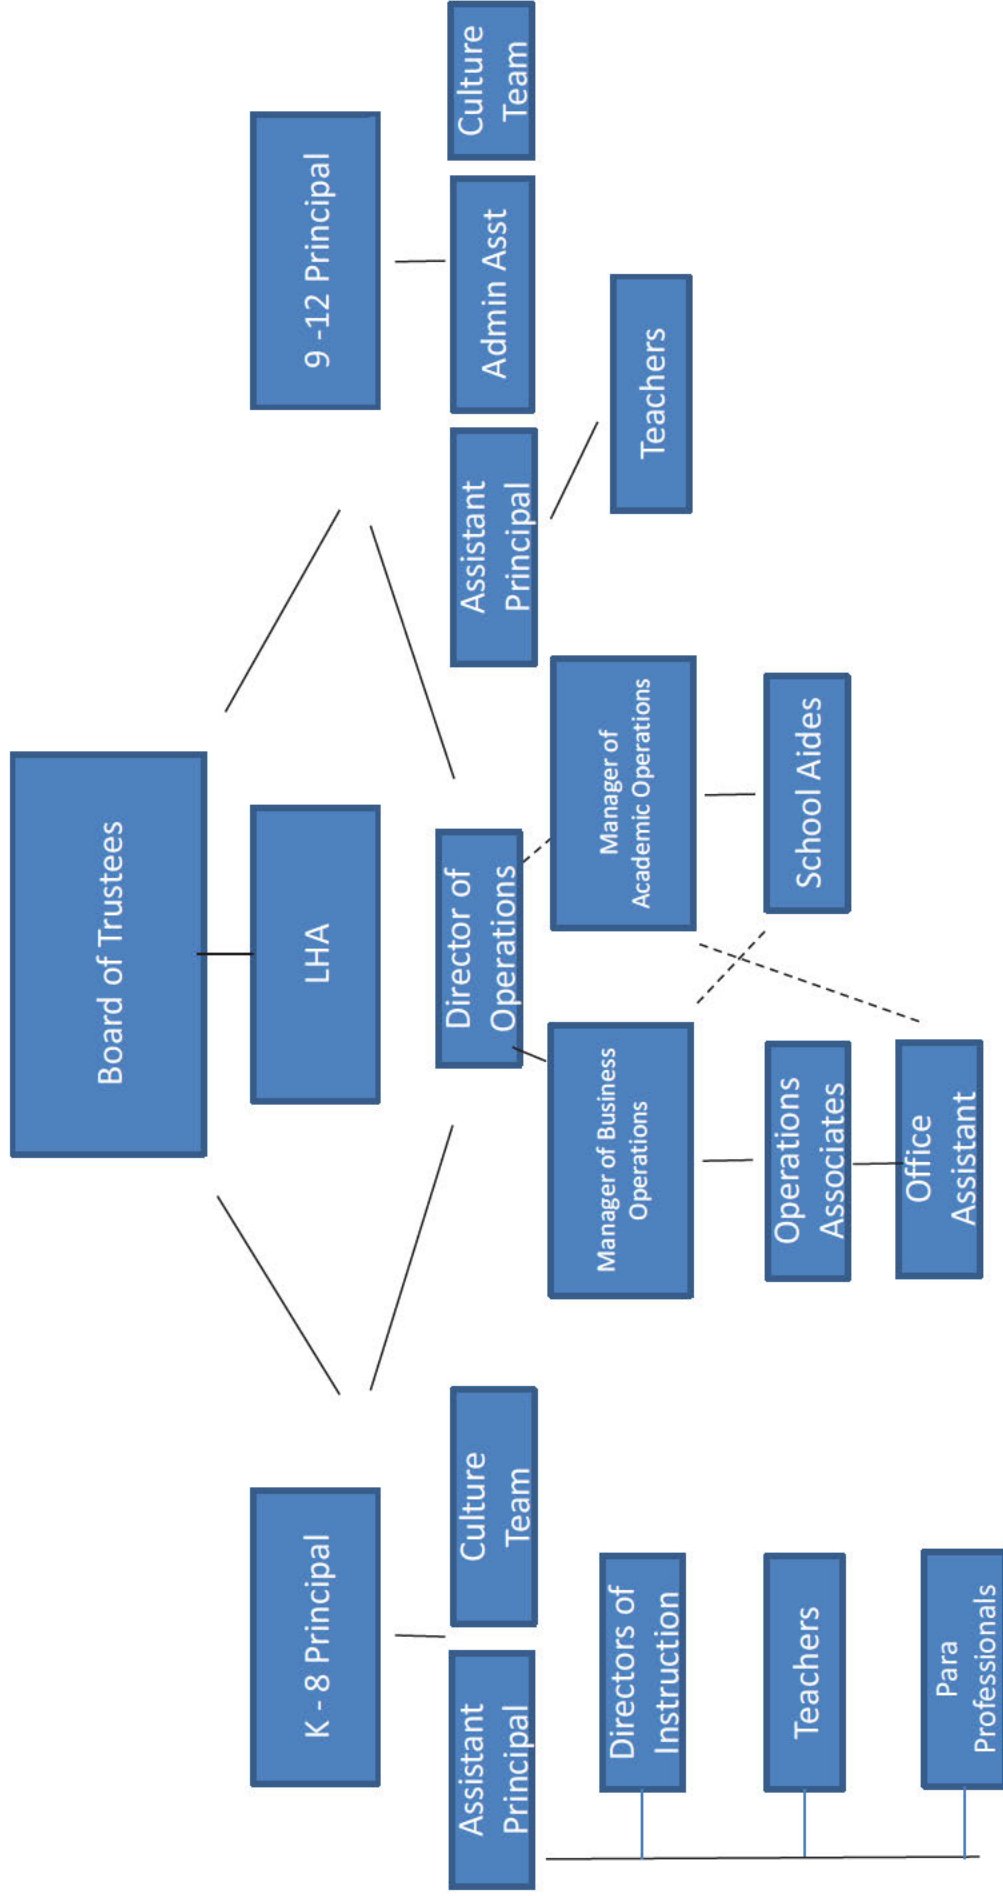 Board of Trustees
K - 8 Principal
LHA
9 -12 Principal
Assistant
Principal
Culture
Team
Director of
Operations
Assistant
Principal
Admin Asst
Culture
Team
Directors of
Instruction
Manager of Business
Operations
Manager of
Academic Operations
Teachers
Teachers
Operations
Associates
School Aides
Para
Professionals
Office
Assistant